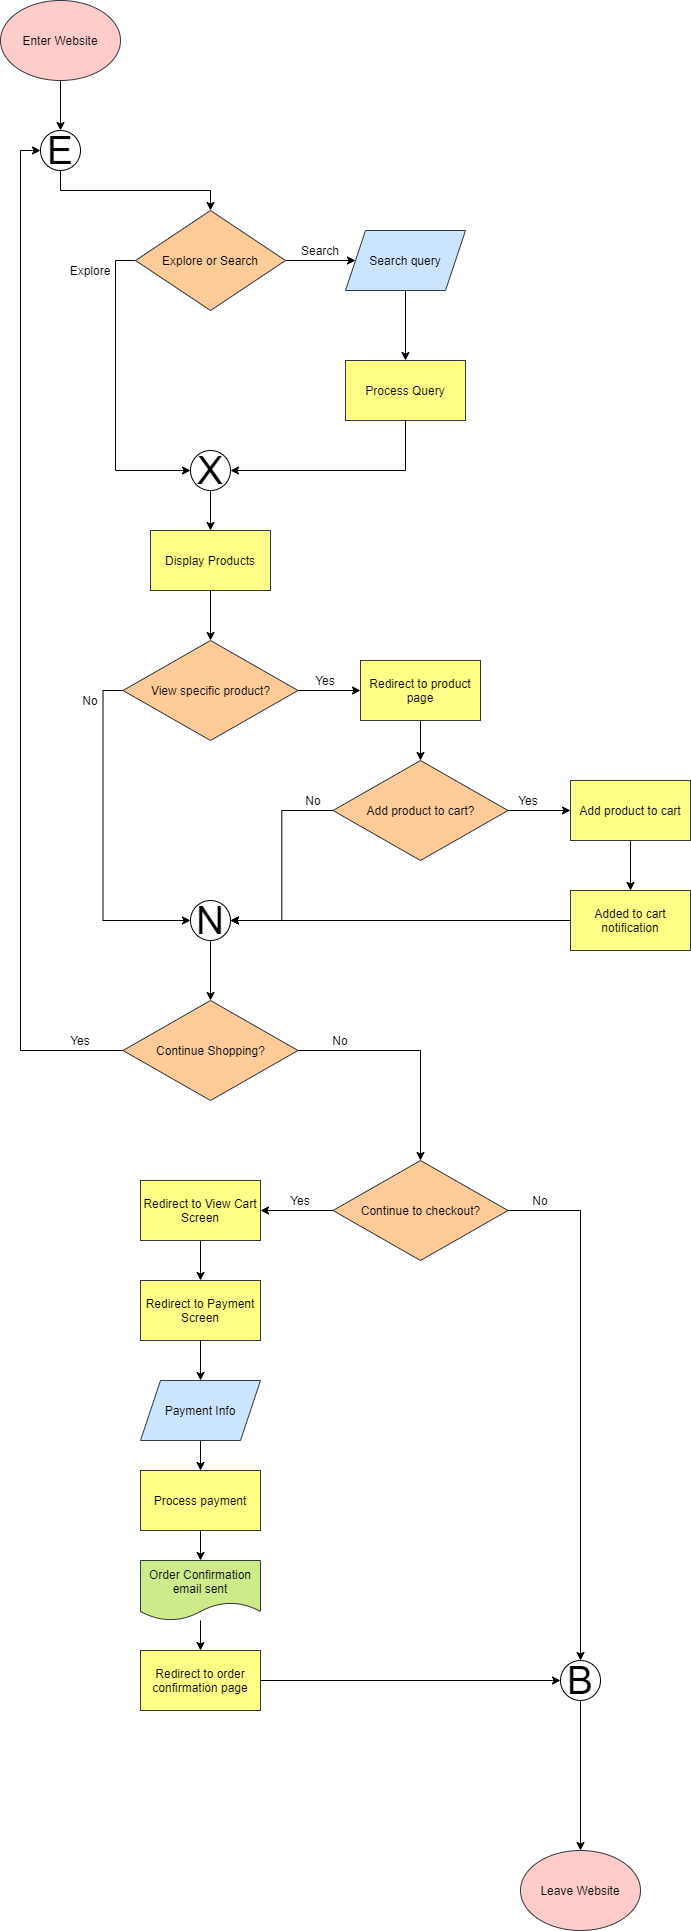 Enter Website
E
Explore or Search
Search
Search query
Explore
Process Query
X
Display Products
View specific product?
Yes
Redirect to product
page
No
Add product to cart?
No
Yes
Add product to cart
N
Added to cart
notification
Continue Shopping?
Yes
No
Continue to checkout?
Yes
No
Redirect to View Cart
Screen
Redirect to Payment
Screen
Payment Info
Process payment
Order Confirmation
email sent
Redirect to order
confirmation page
B
Leave Website